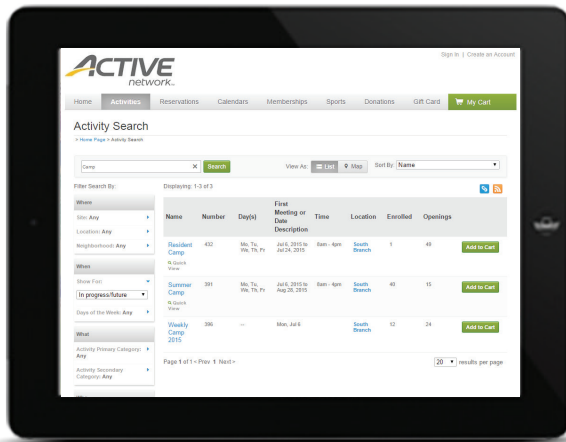 Sign In | Create an Account
ACTIVE
network
Home Activities Reservations Calendars Memberships Sports Donations Gift Card My Cart
Activity Search
> Home Page > Activity Search
Camp X Search View As: List Map Sort By: Name
Filter Search By: Displaying: 1-3 of 3
Where
Site: Any
Location: Any
Neighborhood: Any
When
Show For:
In progress/future
Days of the Week: Any
What
Activity Primary Category: Any
Activity Secondary Category: Any
Name Number Day(s) First Meeting or Date Description Time Location Enrolled Openings
Resident Camp 432 Mo, Tu, We, Th, Fr Jul 6, 2015 to Jul 24, 2015 8am - 4pm South Branch 1 Add to Cart
Quick View
Summer Camp 391 Mo, Tu, We, Th, Fr Jul 6, 2015 to Aug 28, 2015 8am - 4pm South Branch 15 Add to Cart
Quick View
Weekly Camp 2015 396 -- Mon, Jul 6 South Branch 12 24 Add to Cart
Page 1 of 1 < Prev 1 Next > 20 results per page